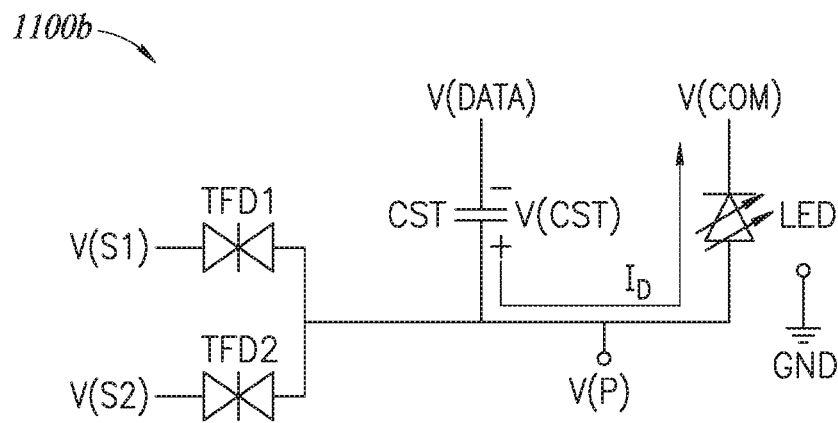 1100b
V(DATA)
V(COM)
TFD1
CST
−
V(CST)
+
LED
V(S1)
I_D
TFD2
V(S2)
V(P)
GND